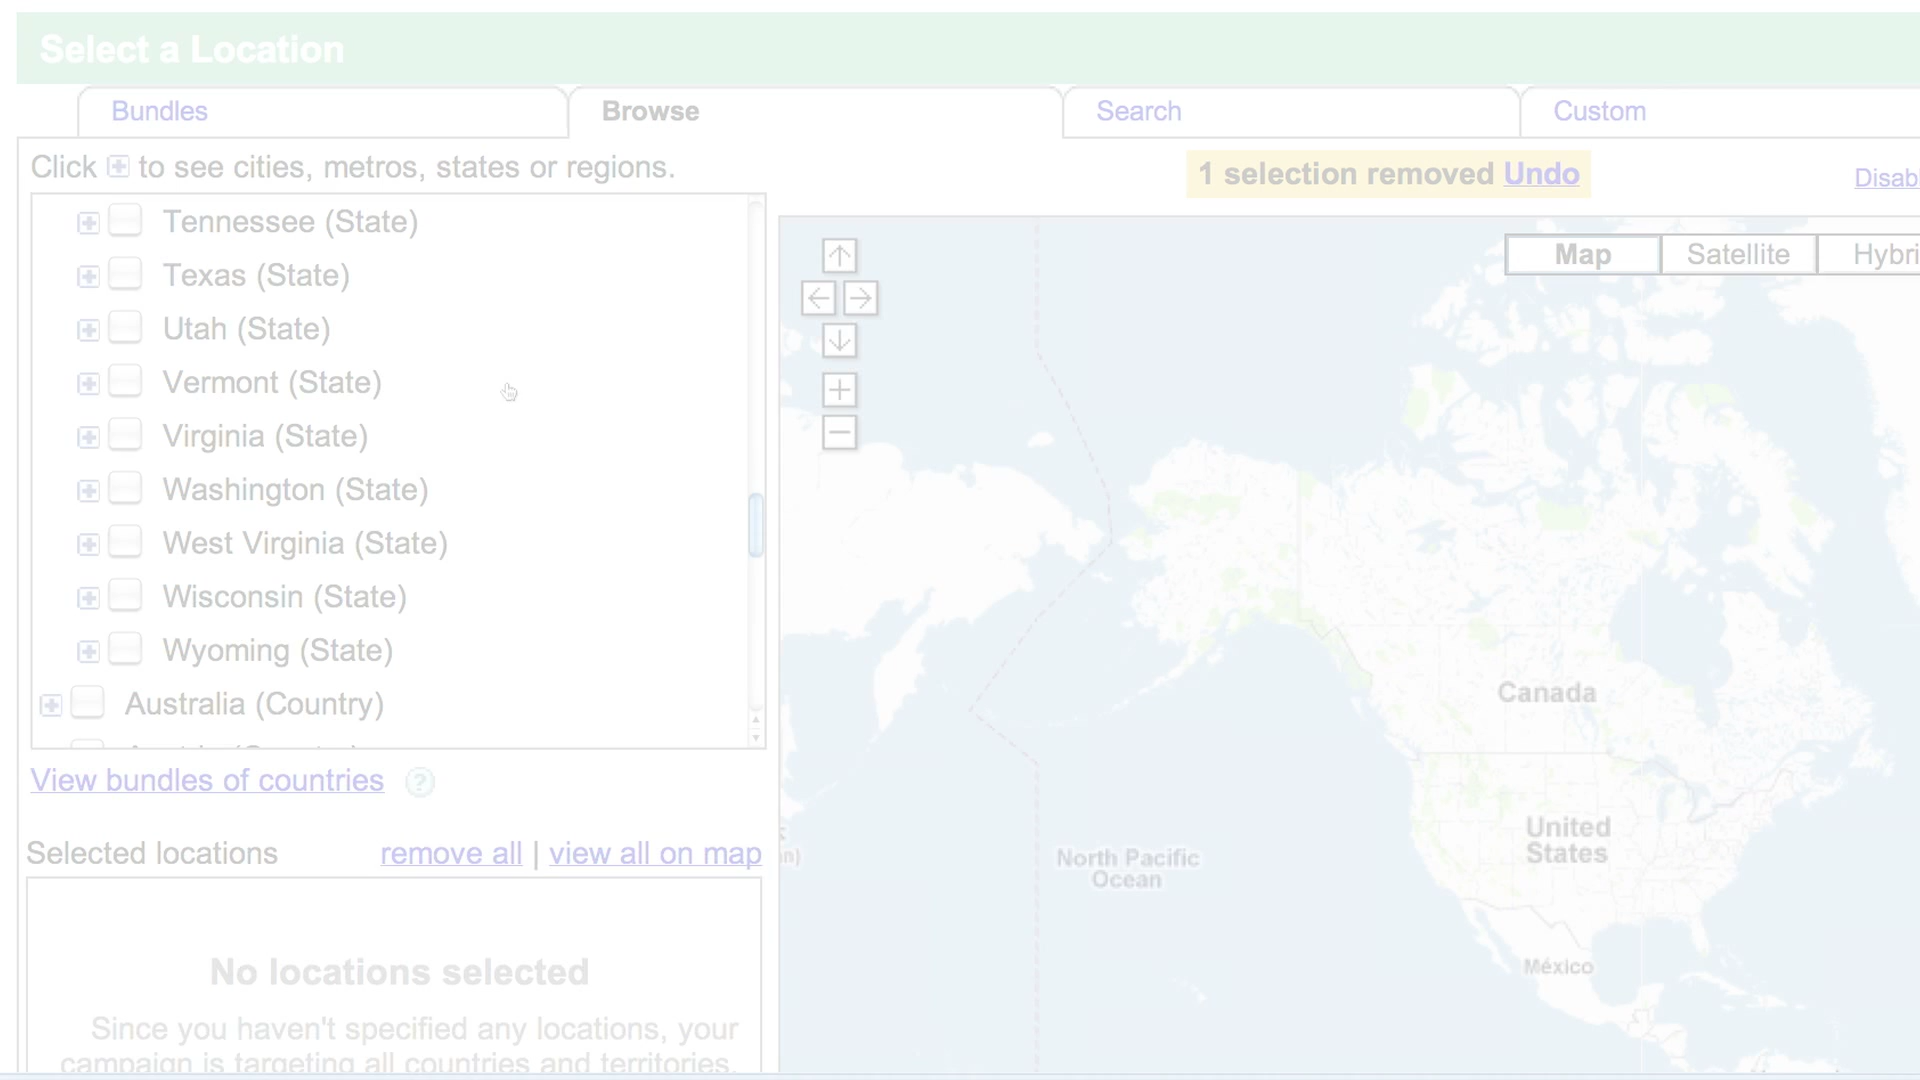 Select a Location
Bundles
Browse
Search
Custom
Click to see cities, metros, states or regions.
1 selection removed Undo
Tennessee (State)
Texas (State)
Utah (State)
Vermont (State)
Virginia (State)
Washington (State)
West Virginia (State)
Wisconsin (State)
Wyoming (State)
Australia (Country)
View bundles of countries ?
Selected locations remove all | view all on map
No locations selected
Since you haven't specified any locations, your
campaign is targeting all countries and territories.
Map
Satellite
Canada
United
States
North Pacific
Ocean
México